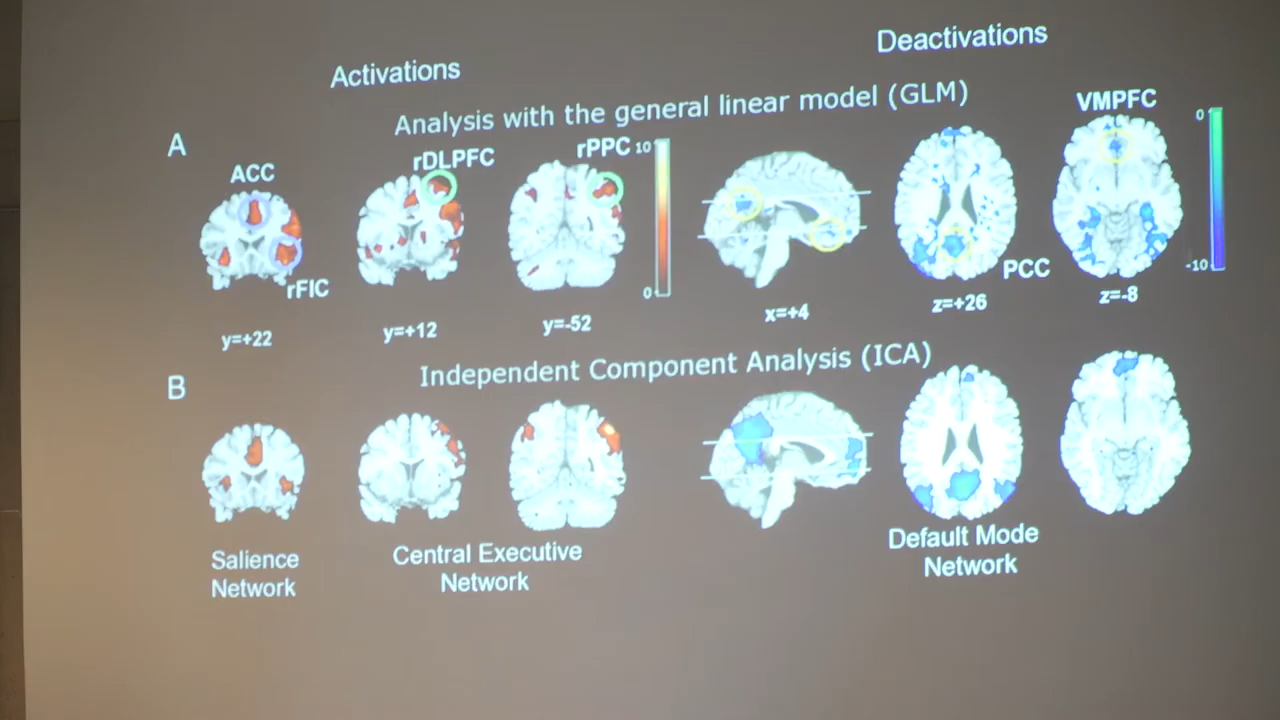 Activations
Deactivations
Analysis with the general linear model (GLM)
A
ACC
rDLPFC
rPPC
10
0
VMPFC
0
-10
rFIC
PCC
y=+22
y=+12
y=-52
x=+4
z=+26
z=-8
Independent Component Analysis (ICA)
B
Salience
Network
Central Executive
Network
Default Mode
Network